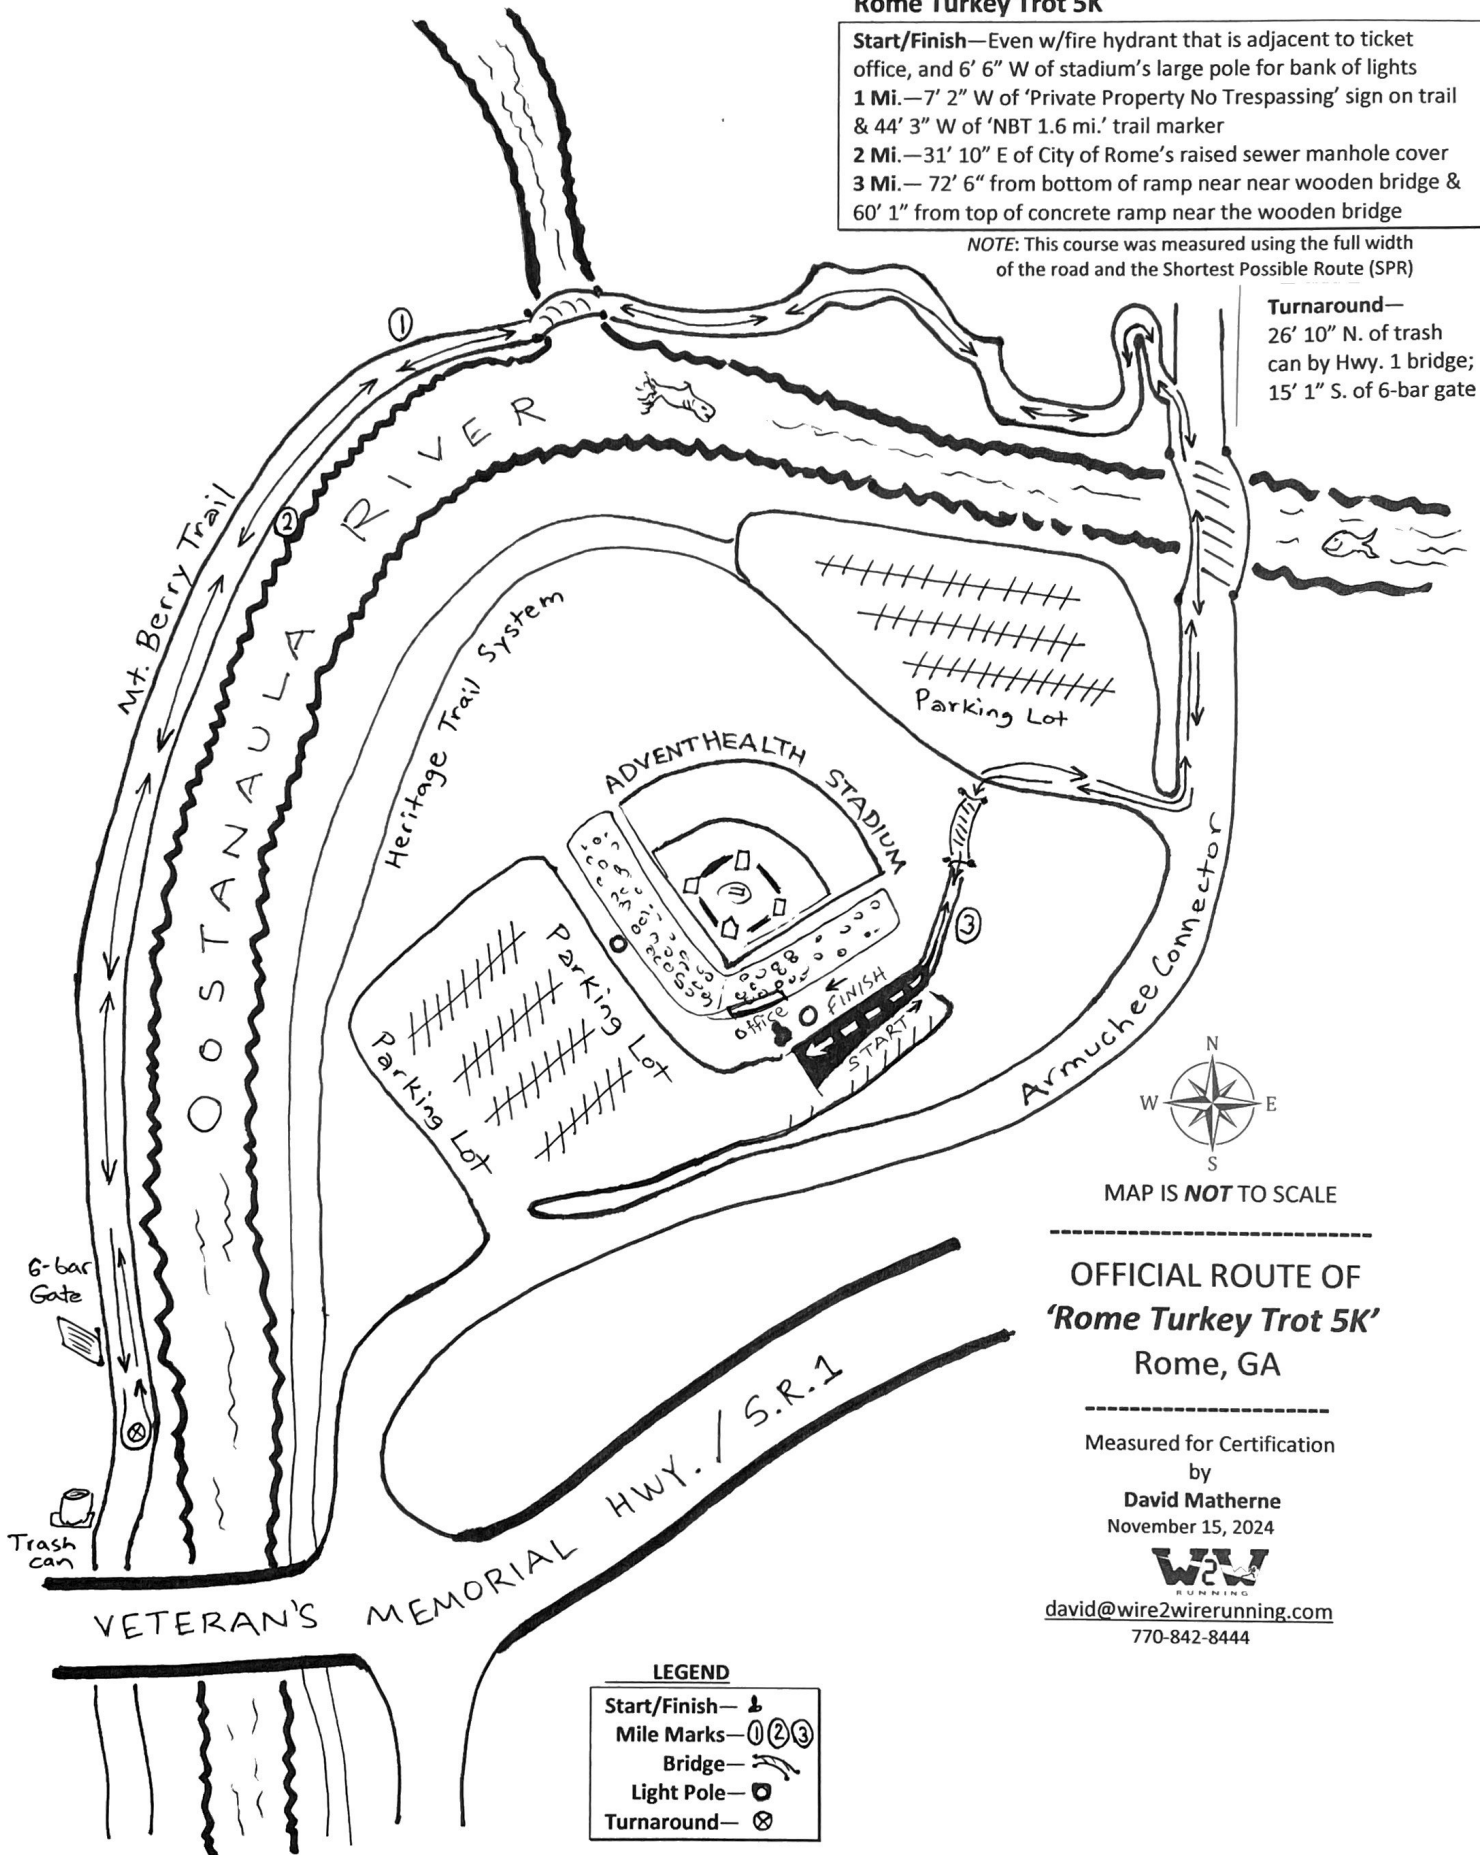 Rome Turkey Trot 5K
Start/Finish—Even w/fire hydrant that is adjacent to ticket
office, and 6’ 6” W of stadium’s large pole for bank of lights
1 Mi.—7’ 2” W of ‘Private Property No Trespassing’ sign on trail
& 44’ 3” W of ‘NBT 1.6 mi.’ trail marker
2 Mi.—31’ 10” E of City of Rome’s raised sewer manhole cover
3 Mi.— 72’ 6“ from bottom of ramp near near wooden bridge &
60’ 1” from top of concrete ramp near the wooden bridge
NOTE: This course was measured using the full width
of the road and the Shortest Possible Route (SPR)
Turnaround—
26’ 10” N. of trash
can by Hwy. 1 bridge;
15’ 1” S. of 6-bar gate
1
2
Mt. Berry Trail
OOSTANAULA RIVER
Heritage Trail System
Parking Lot
ADVENTHEALTH STADIUM
3
Parking Lot
Parking Lot
office
FINISH
START
Armuchee Connector
6-bar
Gate
Trash
can
VETERAN'S MEMORIAL HWY. / S.R. 1
N
W E
S
MAP IS NOT TO SCALE
OFFICIAL ROUTE OF
‘Rome Turkey Trot 5K’
Rome, GA
Measured for Certification
by
David Matherne
November 15, 2024
W2W
RUNNING
david@wire2wirerunning.com
770-842-8444
LEGEND
Start/Finish—
Mile Marks—1 2 3
Bridge—
Light Pole—
Turnaround—